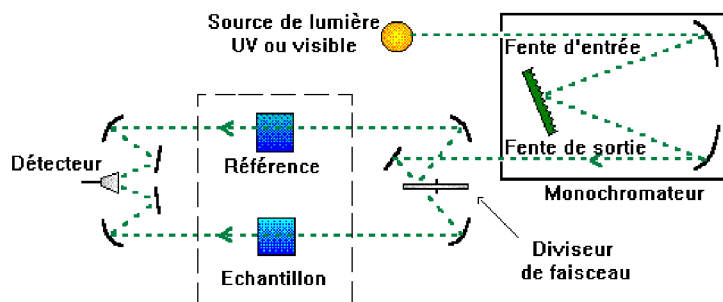 Source de lumière
UV ou visible
Fente d'entrée
Fente de sortie
Monochromateur
Référence
Détecteur
Echantillon
Diviseur
de faisceau